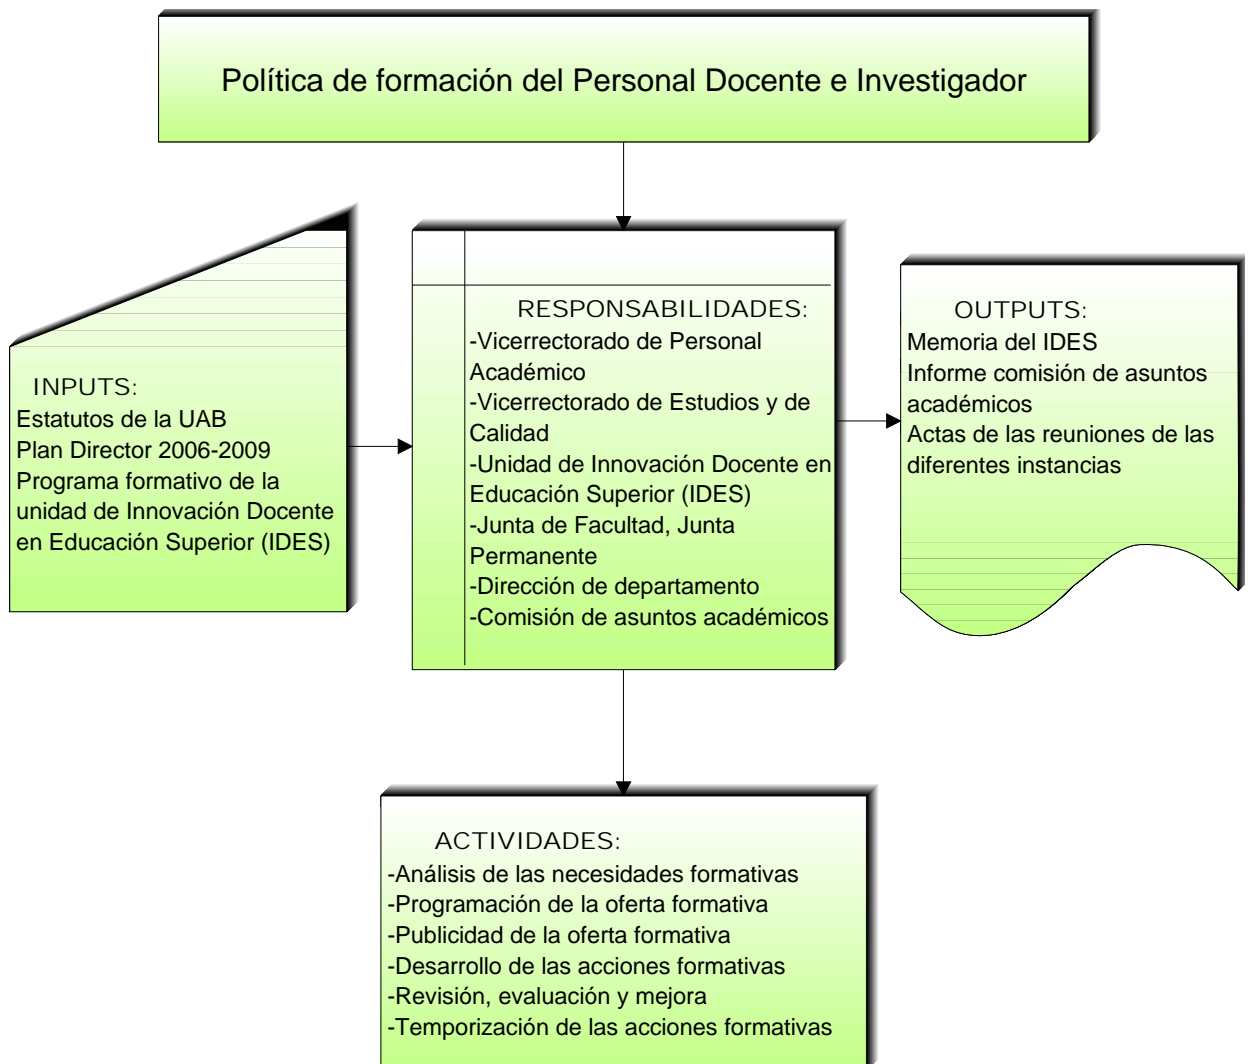 Política de formación del Personal Docente e Investigador
INPUTS:
Estatutos de la UAB
Plan Director 2006-2009
Programa formativo de la
unidad de Innovación Docente
en Educación Superior (IDES)
RESPONSABILIDADES:
-Vicerrectorado de Personal
Académico
-Vicerrectorado de Estudios y de
Calidad
-Unidad de Innovación Docente en
Educación Superior (IDES)
-Junta de Facultad, Junta
Permanente
-Dirección de departamento
-Comisión de asuntos académicos
OUTPUTS:
Memoria del IDES
Informe comisión de asuntos
académicos
Actas de las reuniones de las
diferentes instancias
ACTIVIDADES:
-Análisis de las necesidades formativas
-Programación de la oferta formativa
-Publicidad de la oferta formativa
-Desarrollo de las acciones formativas
-Revisión, evaluación y mejora
-Temporización de las acciones formativas